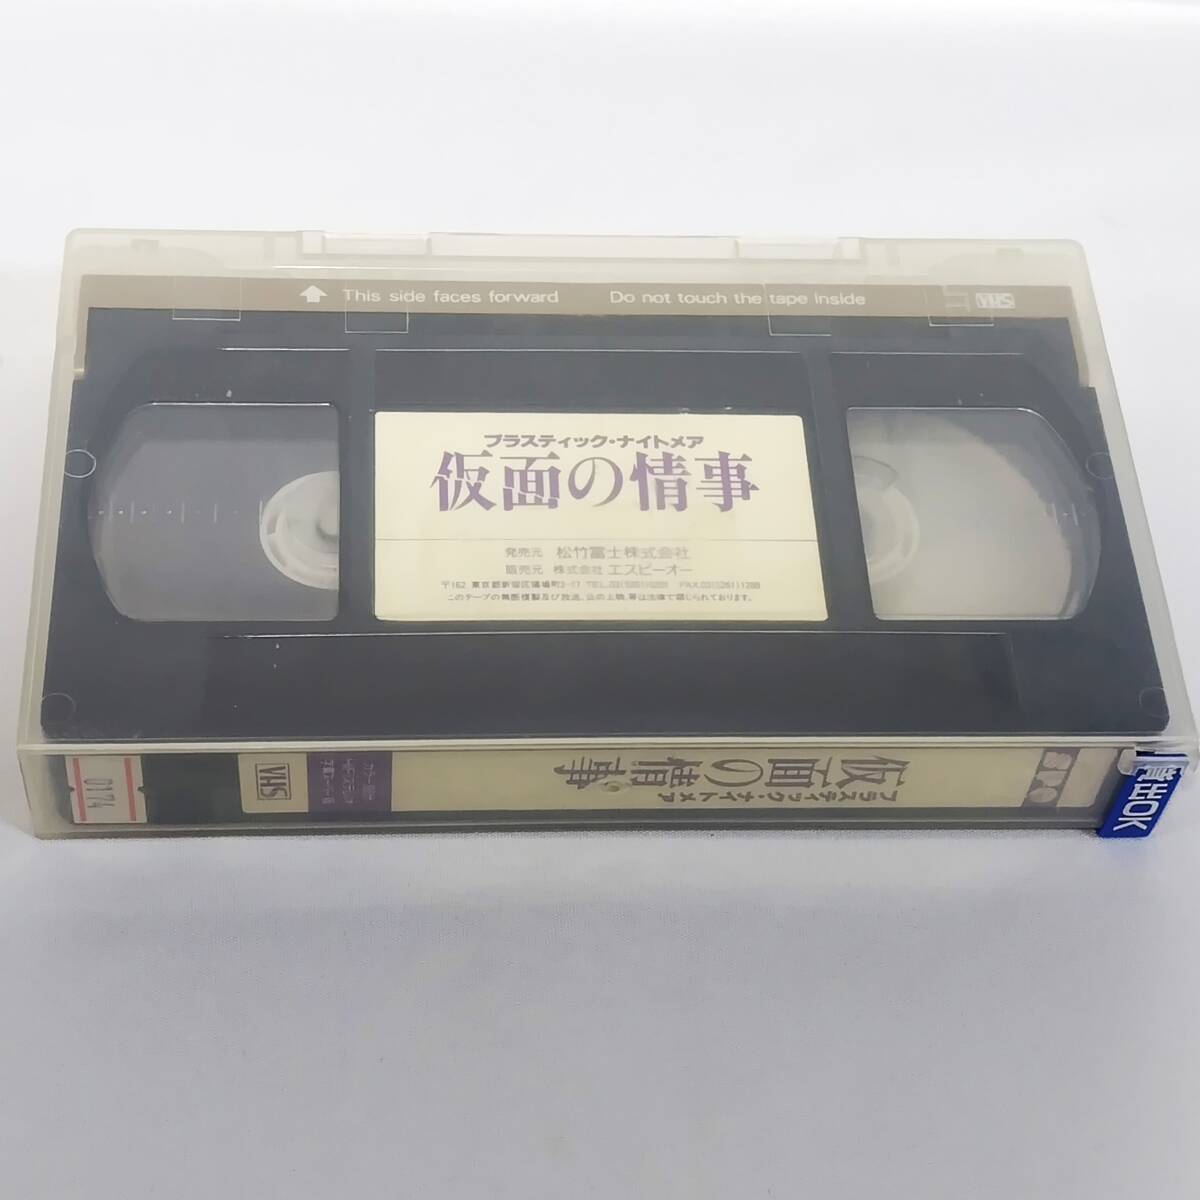 This side faces forward Do not touch the tape inside VHS
プラスティック・ナイトメア
仮面の情事
発売元 松竹富士株式会社
販売元 株式会社 エスピーオー
このテープの無断複製及び放送、公の上映、等は法律で禁じられております。
プラスティック・ナイトメア
仮面の情事
VHS
0174
貸出OK